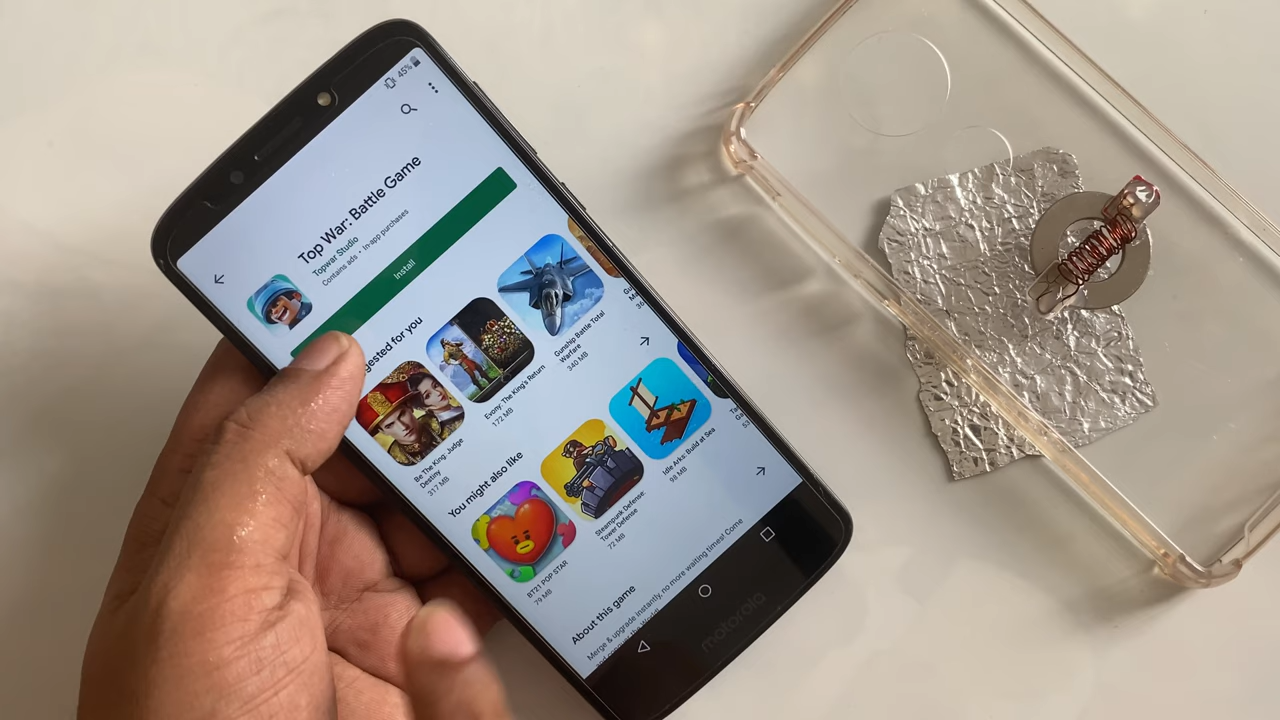 45%
Top War: Battle Game
Topwar Studio
Contains ads • In-app purchases
Install
gested for you
Be The King: Judge
Destiny
317 MB
Evony: The King's Return
172 MB
Gunship Battle Total
Warfare
340 MB
You might also like
BT21 POP STAR
79 MB
Steampunk Defense:
Tower Defense
72 MB
Idle Arks: Build at Sea
98 MB
About this game
Merge & upgrade instantly, no more waiting times! Come
motorola